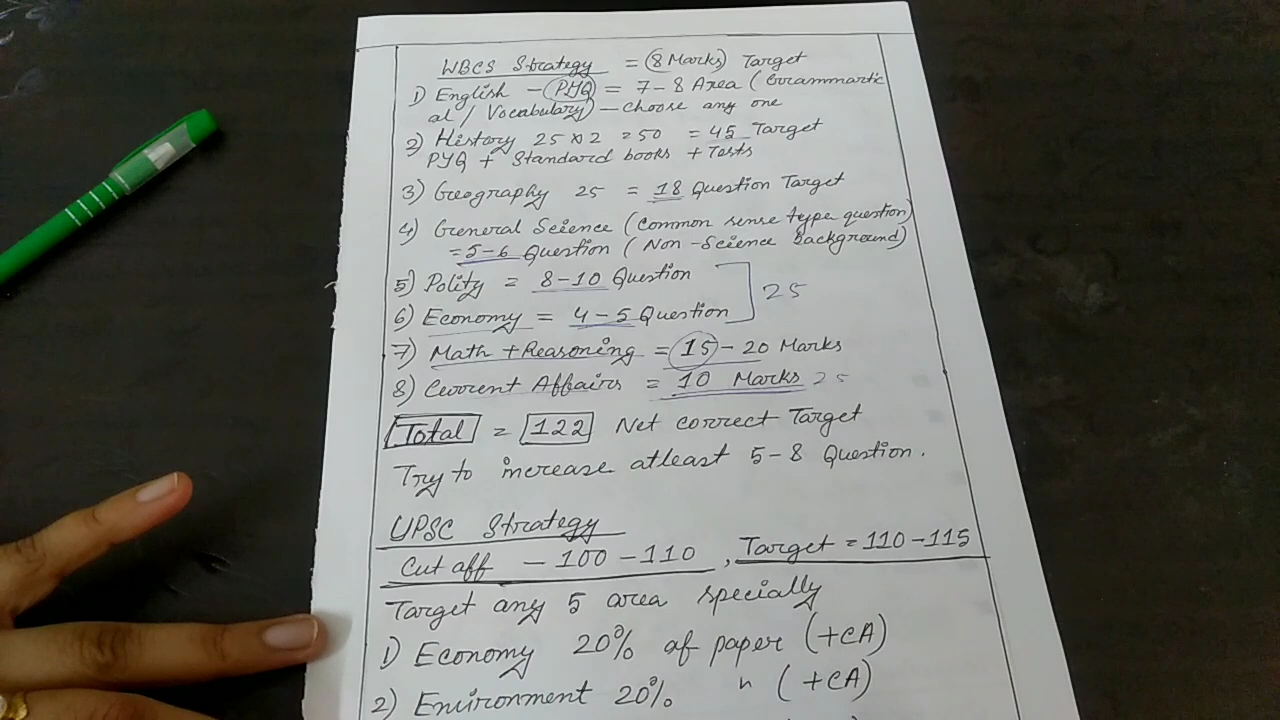 WBCS Strategy = (8 Marks) Target
1) English - (PYQ) = 7-8 Area (Grammartic
al / Vocabulary) - choose any one
2) History 25 x 2 = 50 = 45 Target
PYQ + Standard books + Tests
3) Geography 25 = 18 Question Target
4) General Science (Common sense type question)
= 5-6 Question (Non-Science background)
5) Polity = 8-10 Question
6) Economy = 4-5 Question ] 25
7) Math + Reasoning = (15) - 20 Marks
8) Current Affairs = 10 Marks 25
Total = 122 Net correct Target
Try to increase atleast 5-8 Question.
UPSC Strategy
Cut off - 100-110, Target = 110-115
Target any 5 area specially
1) Economy 20% of paper (+CA)
2) Environment 20% " (+CA)